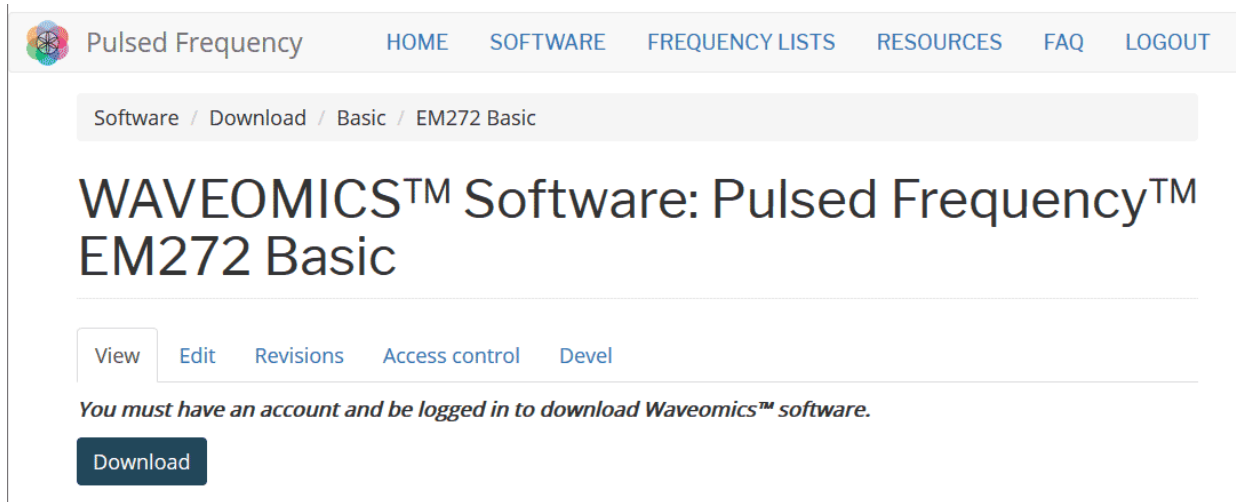 Pulsed Frequency HOME SOFTWARE FREQUENCY LISTS RESOURCES FAQ LOGOUT
Software / Download / Basic / EM272 Basic
WAVEOMICS™ Software: Pulsed Frequency™
EM272 Basic
View Edit Revisions Access control Devel
You must have an account and be logged in to download Waveomics™ software.
Download